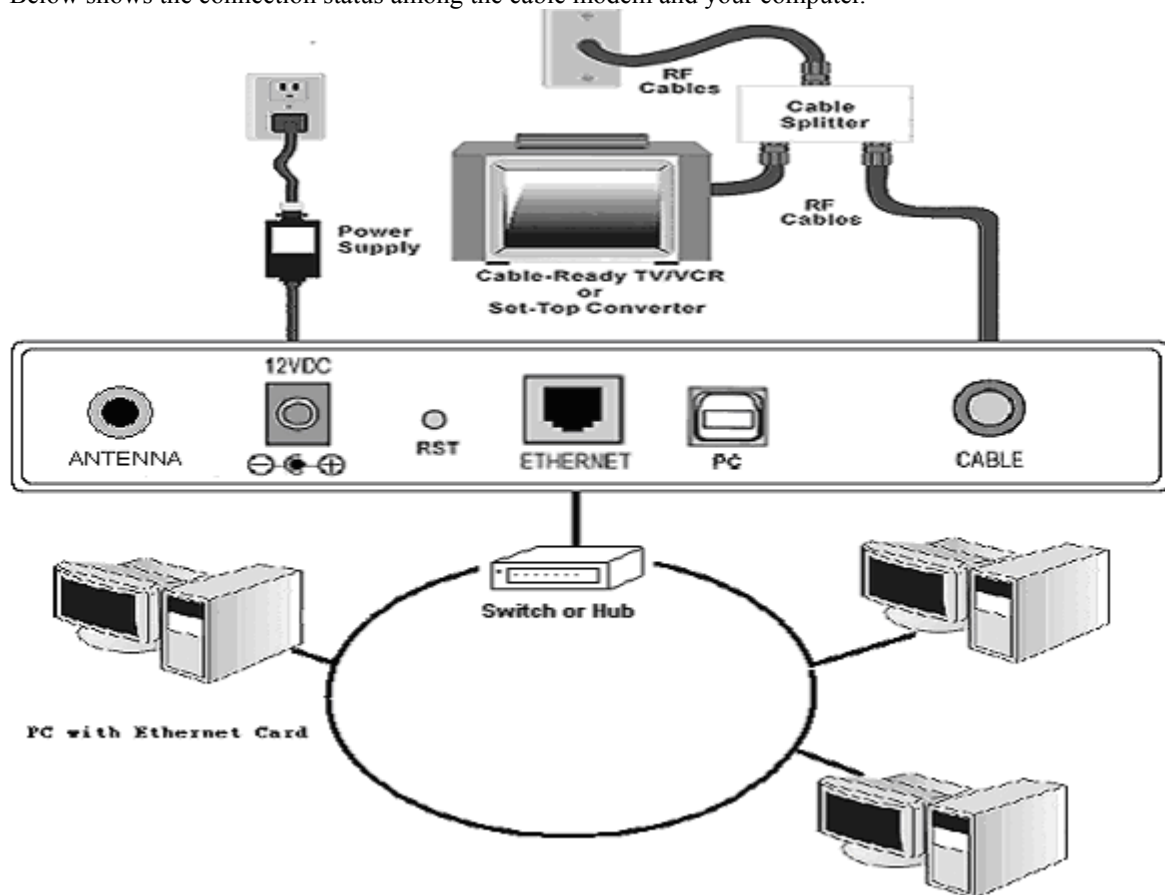 Below shows the connection status among the cable modem and your computer.
RF
Cables
Cable
Splitter
RF
Cables
Power
Supply
Cable-Ready TV/VCR
or
Set-Top Converter
12VDC
ANTENNA
RST
ETHERNET
PC
CABLE
Switch or Hub
PC with Ethernet Card